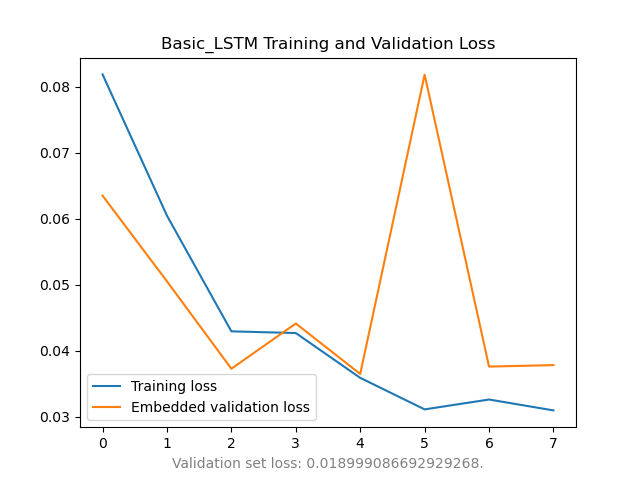 Basic_LSTM Training and Validation Loss
0.08
0.07
0.06
0.05
0.04
0.03
Training loss
Embedded validation loss
0 1 2 3 4 5 6 7
Validation set loss: 0.018999086692929268.